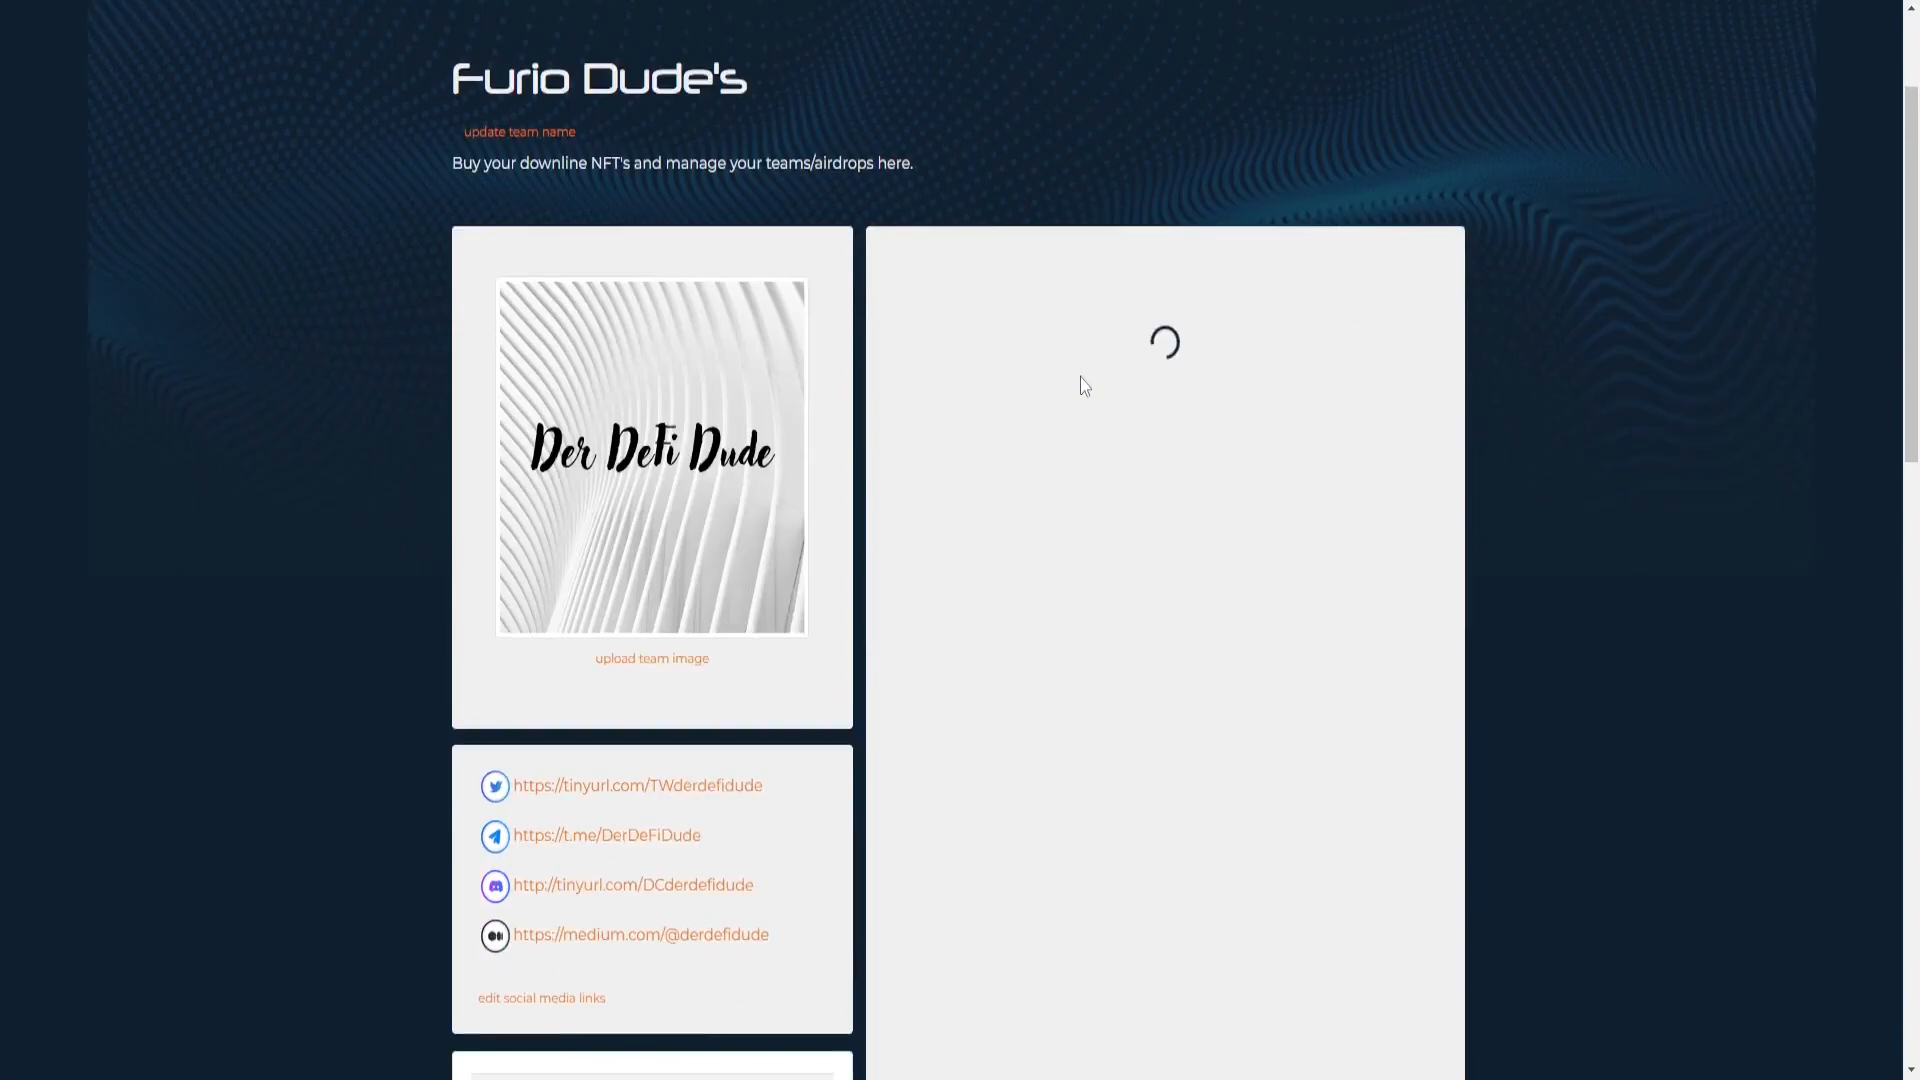 Furio Dude's
update team name
Buy your downline NFT's and manage your teams/airdrops here.
Der DeFi Dude
upload team image
https://tinyurl.com/TWderdefidude
https://t.me/DerDeFiDude
http://tinyurl.com/DCderdefidude
https://medium.com/@derdefidude
edit social media links